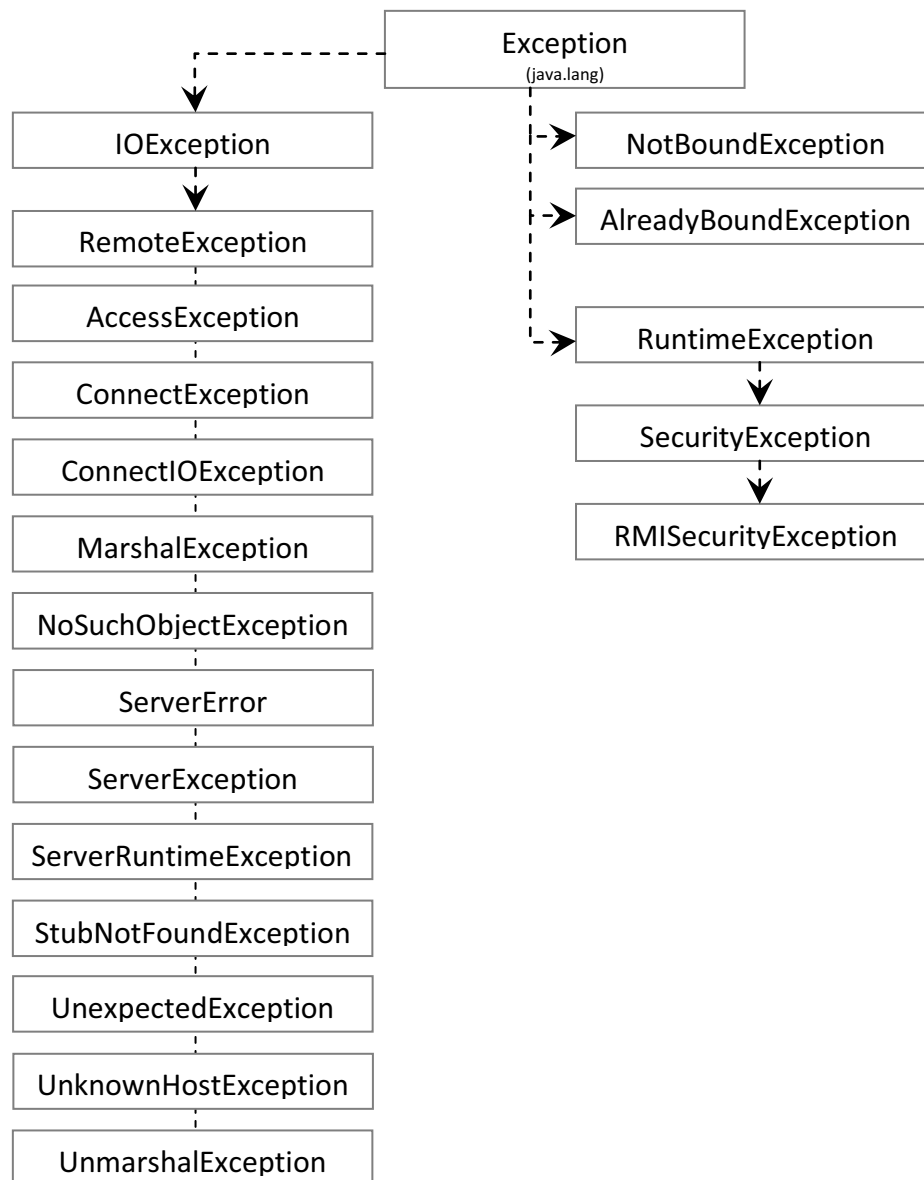 Exception
(java.lang)
IOException
RemoteException
AccessException
ConnectException
ConnectIOException
MarshalException
NoSuchObjectException
ServerError
ServerException
ServerRuntimeException
StubNotFoundException
UnexpectedException
UnknownHostException
UnmarshalException
NotBoundException
AlreadyBoundException
RuntimeException
SecurityException
RMISecurityException